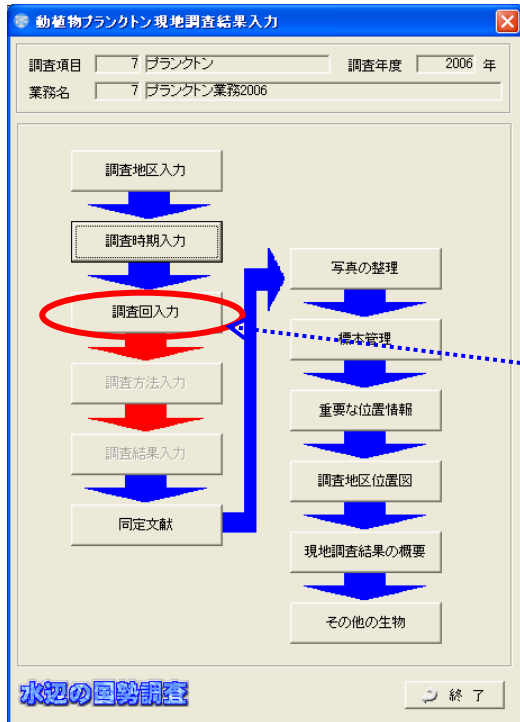 動植物プランクトン現地調査結果入力
調査項目 7 プランクトン 調査年度 2006 年
業務名 7 プランクトン業務2006
調査地区入力
調査時期入力
調査回入力
調査方法入力
調査結果入力
同定文献
写真の整理
標本管理
重要な位置情報
調査地区位置図
現地調査結果の概要
その他の生物
水辺の国勢調査
終 了